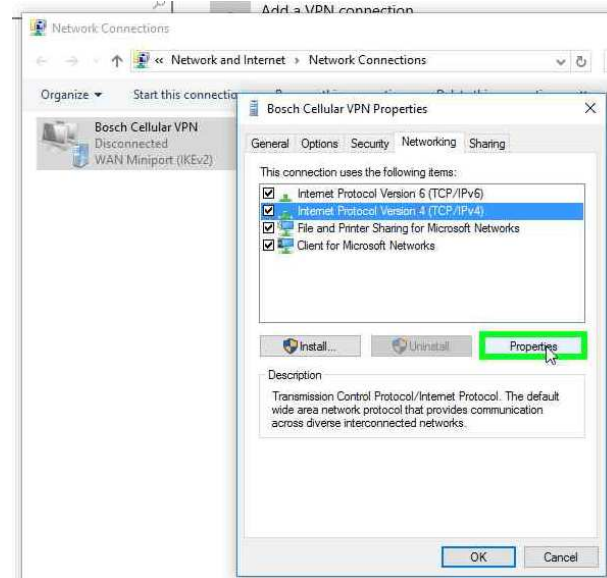 Add a VPN connection
Network Connections
« Network and Internet › Network Connections
Organize ▾ Start this connectio
Bosch Cellular VPN
Disconnected
WAN Miniport (IKEv2)
Bosch Cellular VPN Properties
General Options Security Networking Sharing
This connection uses the following items:
Internet Protocol Version 6 (TCP/IPv6)
Internet Protocol Version 4 (TCP/IPv4)
File and Printer Sharing for Microsoft Networks
Client for Microsoft Networks
Install... Uninstall Properties
Description
Transmission Control Protocol/Internet Protocol. The default
wide area network protocol that provides communication
across diverse interconnected networks.
OK Cancel